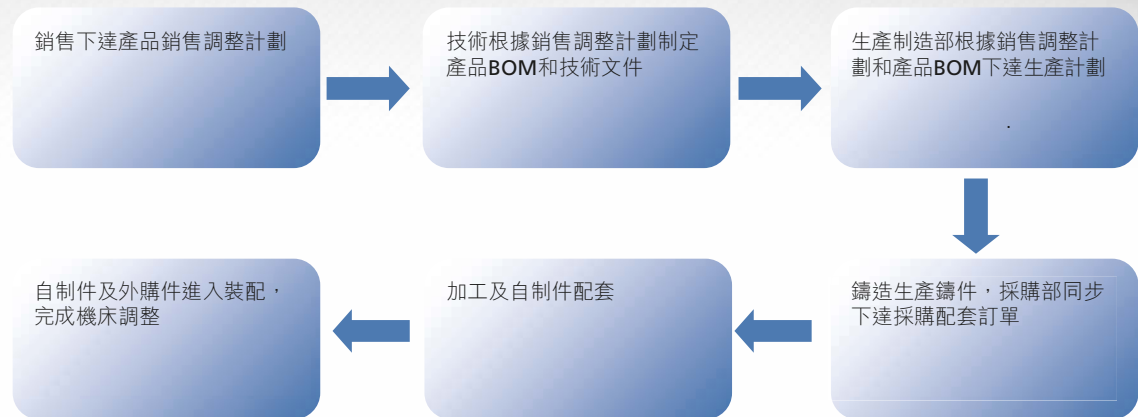 銷售下達產品銷售調整計劃
技術根據銷售調整計劃制定
產品BOM和技術文件
生產制造部根據銷售調整計
劃和產品BOM下達生產計劃
.
鑄造生產鑄件，採購部同步
下達採購配套訂單
加工及自制件配套
自制件及外購件進入裝配，
完成機床調整